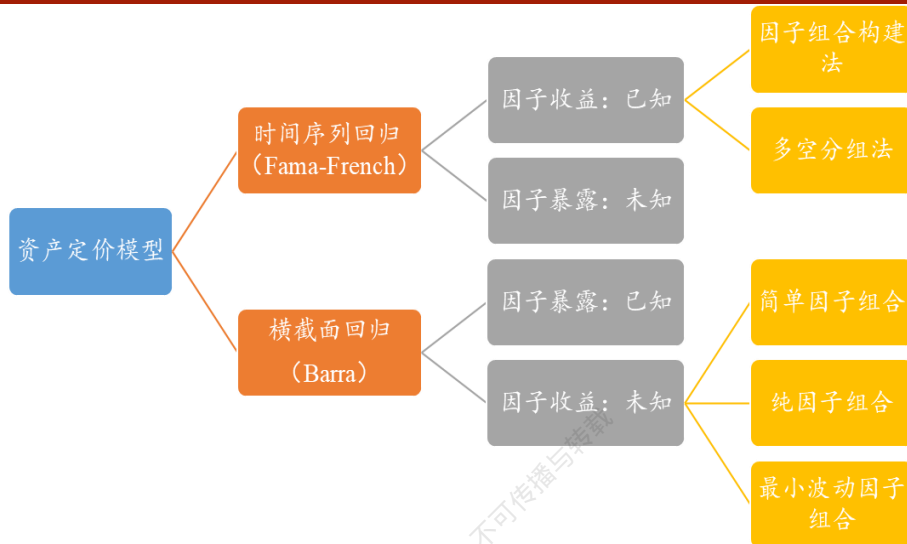 因子组合构建
法
因子收益：已知
时间序列回归
（Fama-French）
多空分组法
因子暴露：未知
资产定价模型
因子暴露：已知
简单因子组合
横截面回归
（Barra）
因子收益：未知
纯因子组合
最小波动因子
组合
不可传播与转载